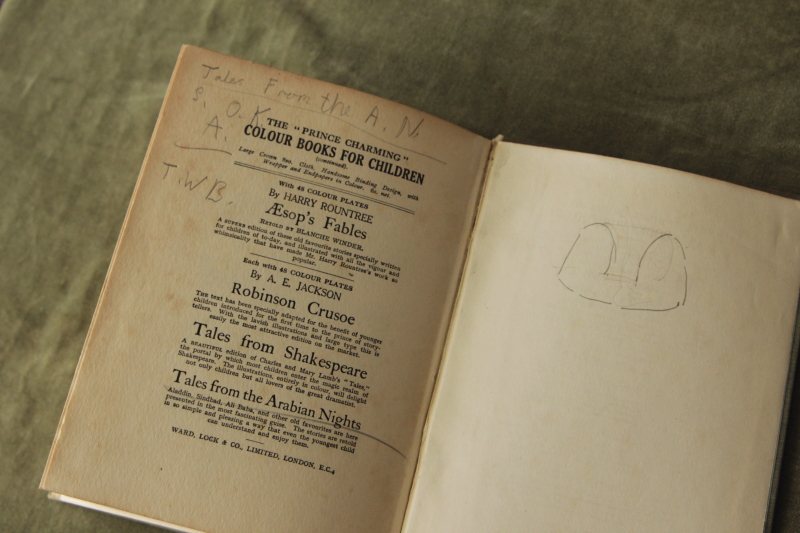 Tales From the A. N.
S. O.K.
A.
T. W B.
THE "PRINCE CHARMING"
COLOUR BOOKS FOR CHILDREN
(continued).
Large Crown 8vo. Cloth. Handsome Binding Design, with
Wrapper and Endpapers in Colour. 6s. net.
With 48 COLOUR PLATES
By HARRY ROUNTREE
Æsop's Fables
RETOLD BY BLANCHE WINDER.
A SUPERB edition of these old favourite stories specially written
for children of to-day, and illustrated with all the vigour and
whimsicality that have made Mr. Harry Rountree's work so
popular.
Each with 48 COLOUR PLATES
By A. E. JACKSON
Robinson Crusoe
THE text has been specially adapted for the benefit of younger
children introduced for the first time to the prince of story-
tellers. With the lavish illustrations and large type this is
easily the most attractive edition on the market.
Tales from Shakespeare
A BEAUTIFUL edition of Charles and Mary Lamb's "Tales,"
the portal by which most children enter the magic realm of
Shakespeare. The illustrations, entirely in colour, will delight
not only children but all lovers of the great dramatist.
Tales from the Arabian Nights
Aladdin, Sindbad, Ali Baba, and other old favourites are here
presented in the most fascinating guise. The stories are retold
in so simple and pleasing a way that even the youngest child
can understand and enjoy them.
WARD, LOCK & CO., LIMITED, LONDON, E.C.4